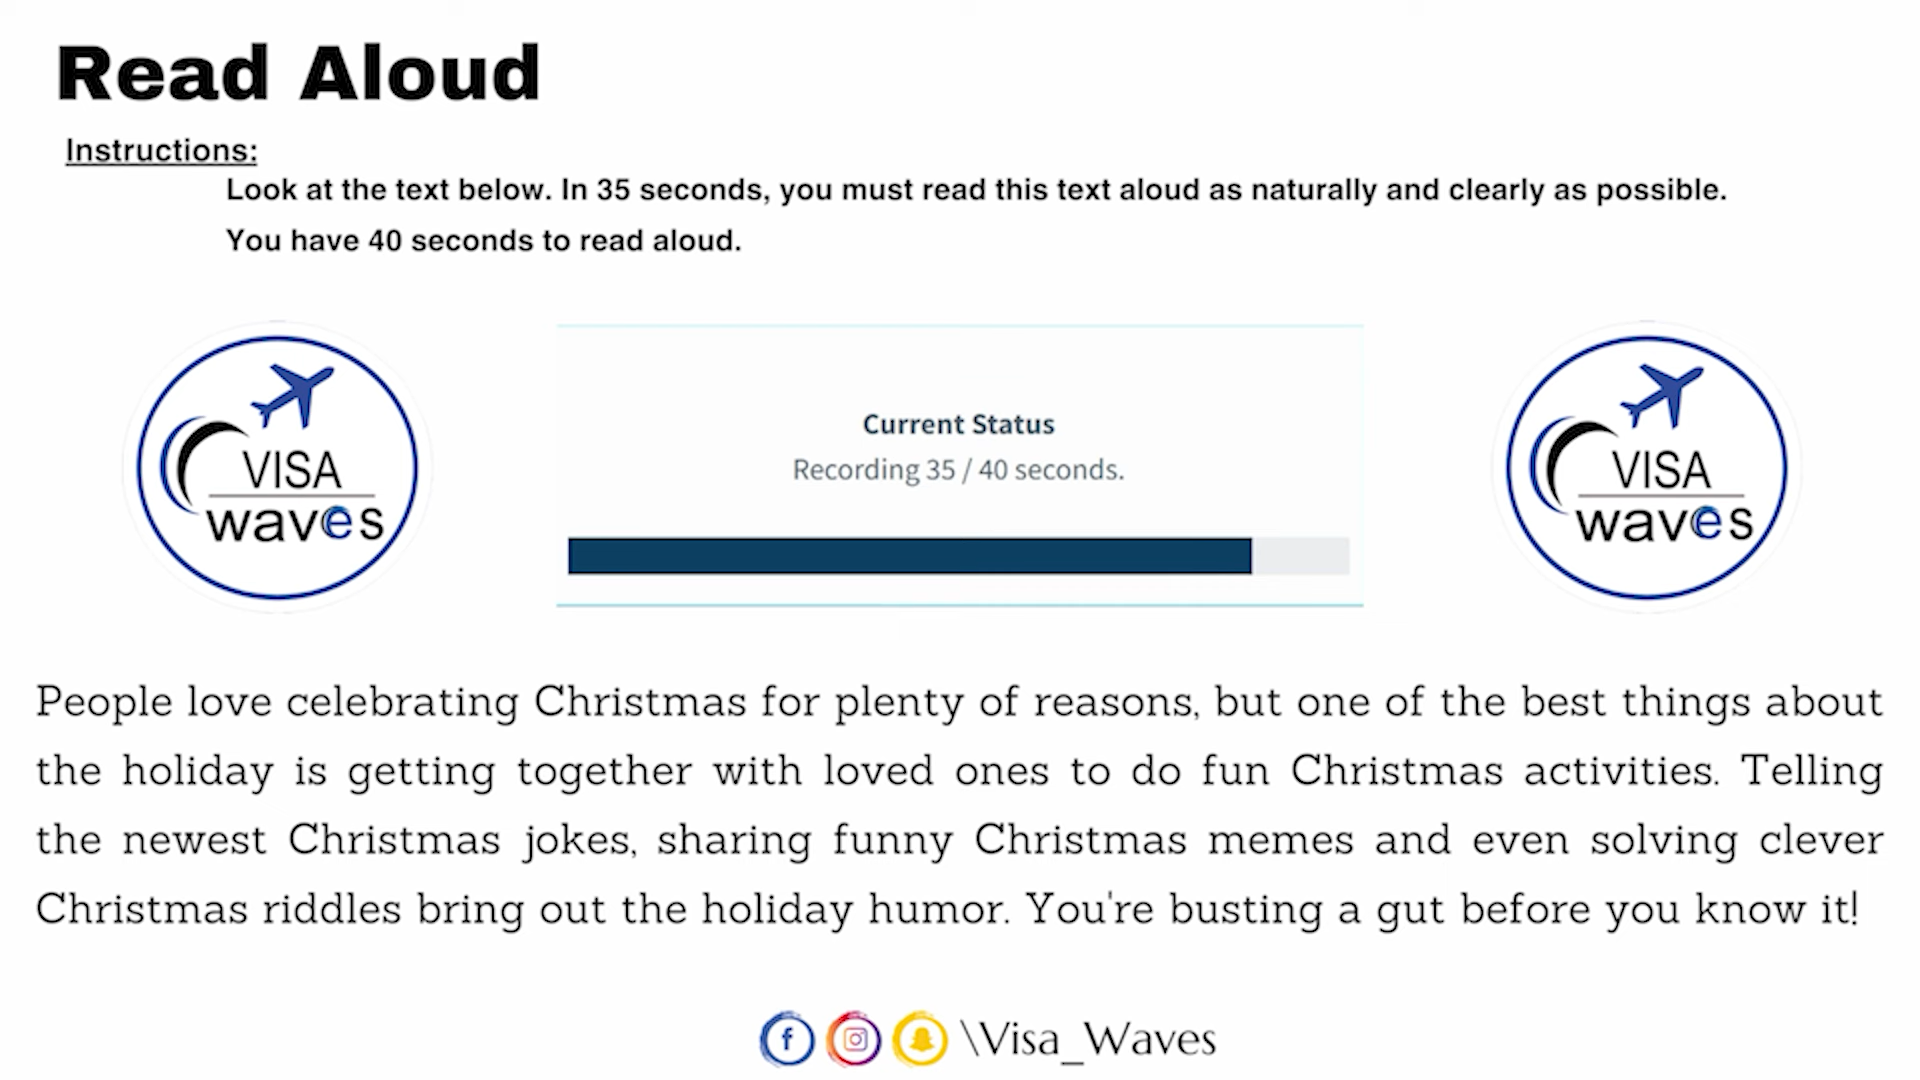 Read Aloud
Instructions:
Look at the text below. In 35 seconds, you must read this text aloud as naturally and clearly as possible.
You have 40 seconds to read aloud.
VISA
waves
Current Status
Recording 35 / 40 seconds.
VISA
waves
People love celebrating Christmas for plenty of reasons, but one of the best things about
the holiday is getting together with loved ones to do fun Christmas activities. Telling
the newest Christmas jokes, sharing funny Christmas memes and even solving clever
Christmas riddles bring out the holiday humor. You're busting a gut before you know it!
\Visa_Waves